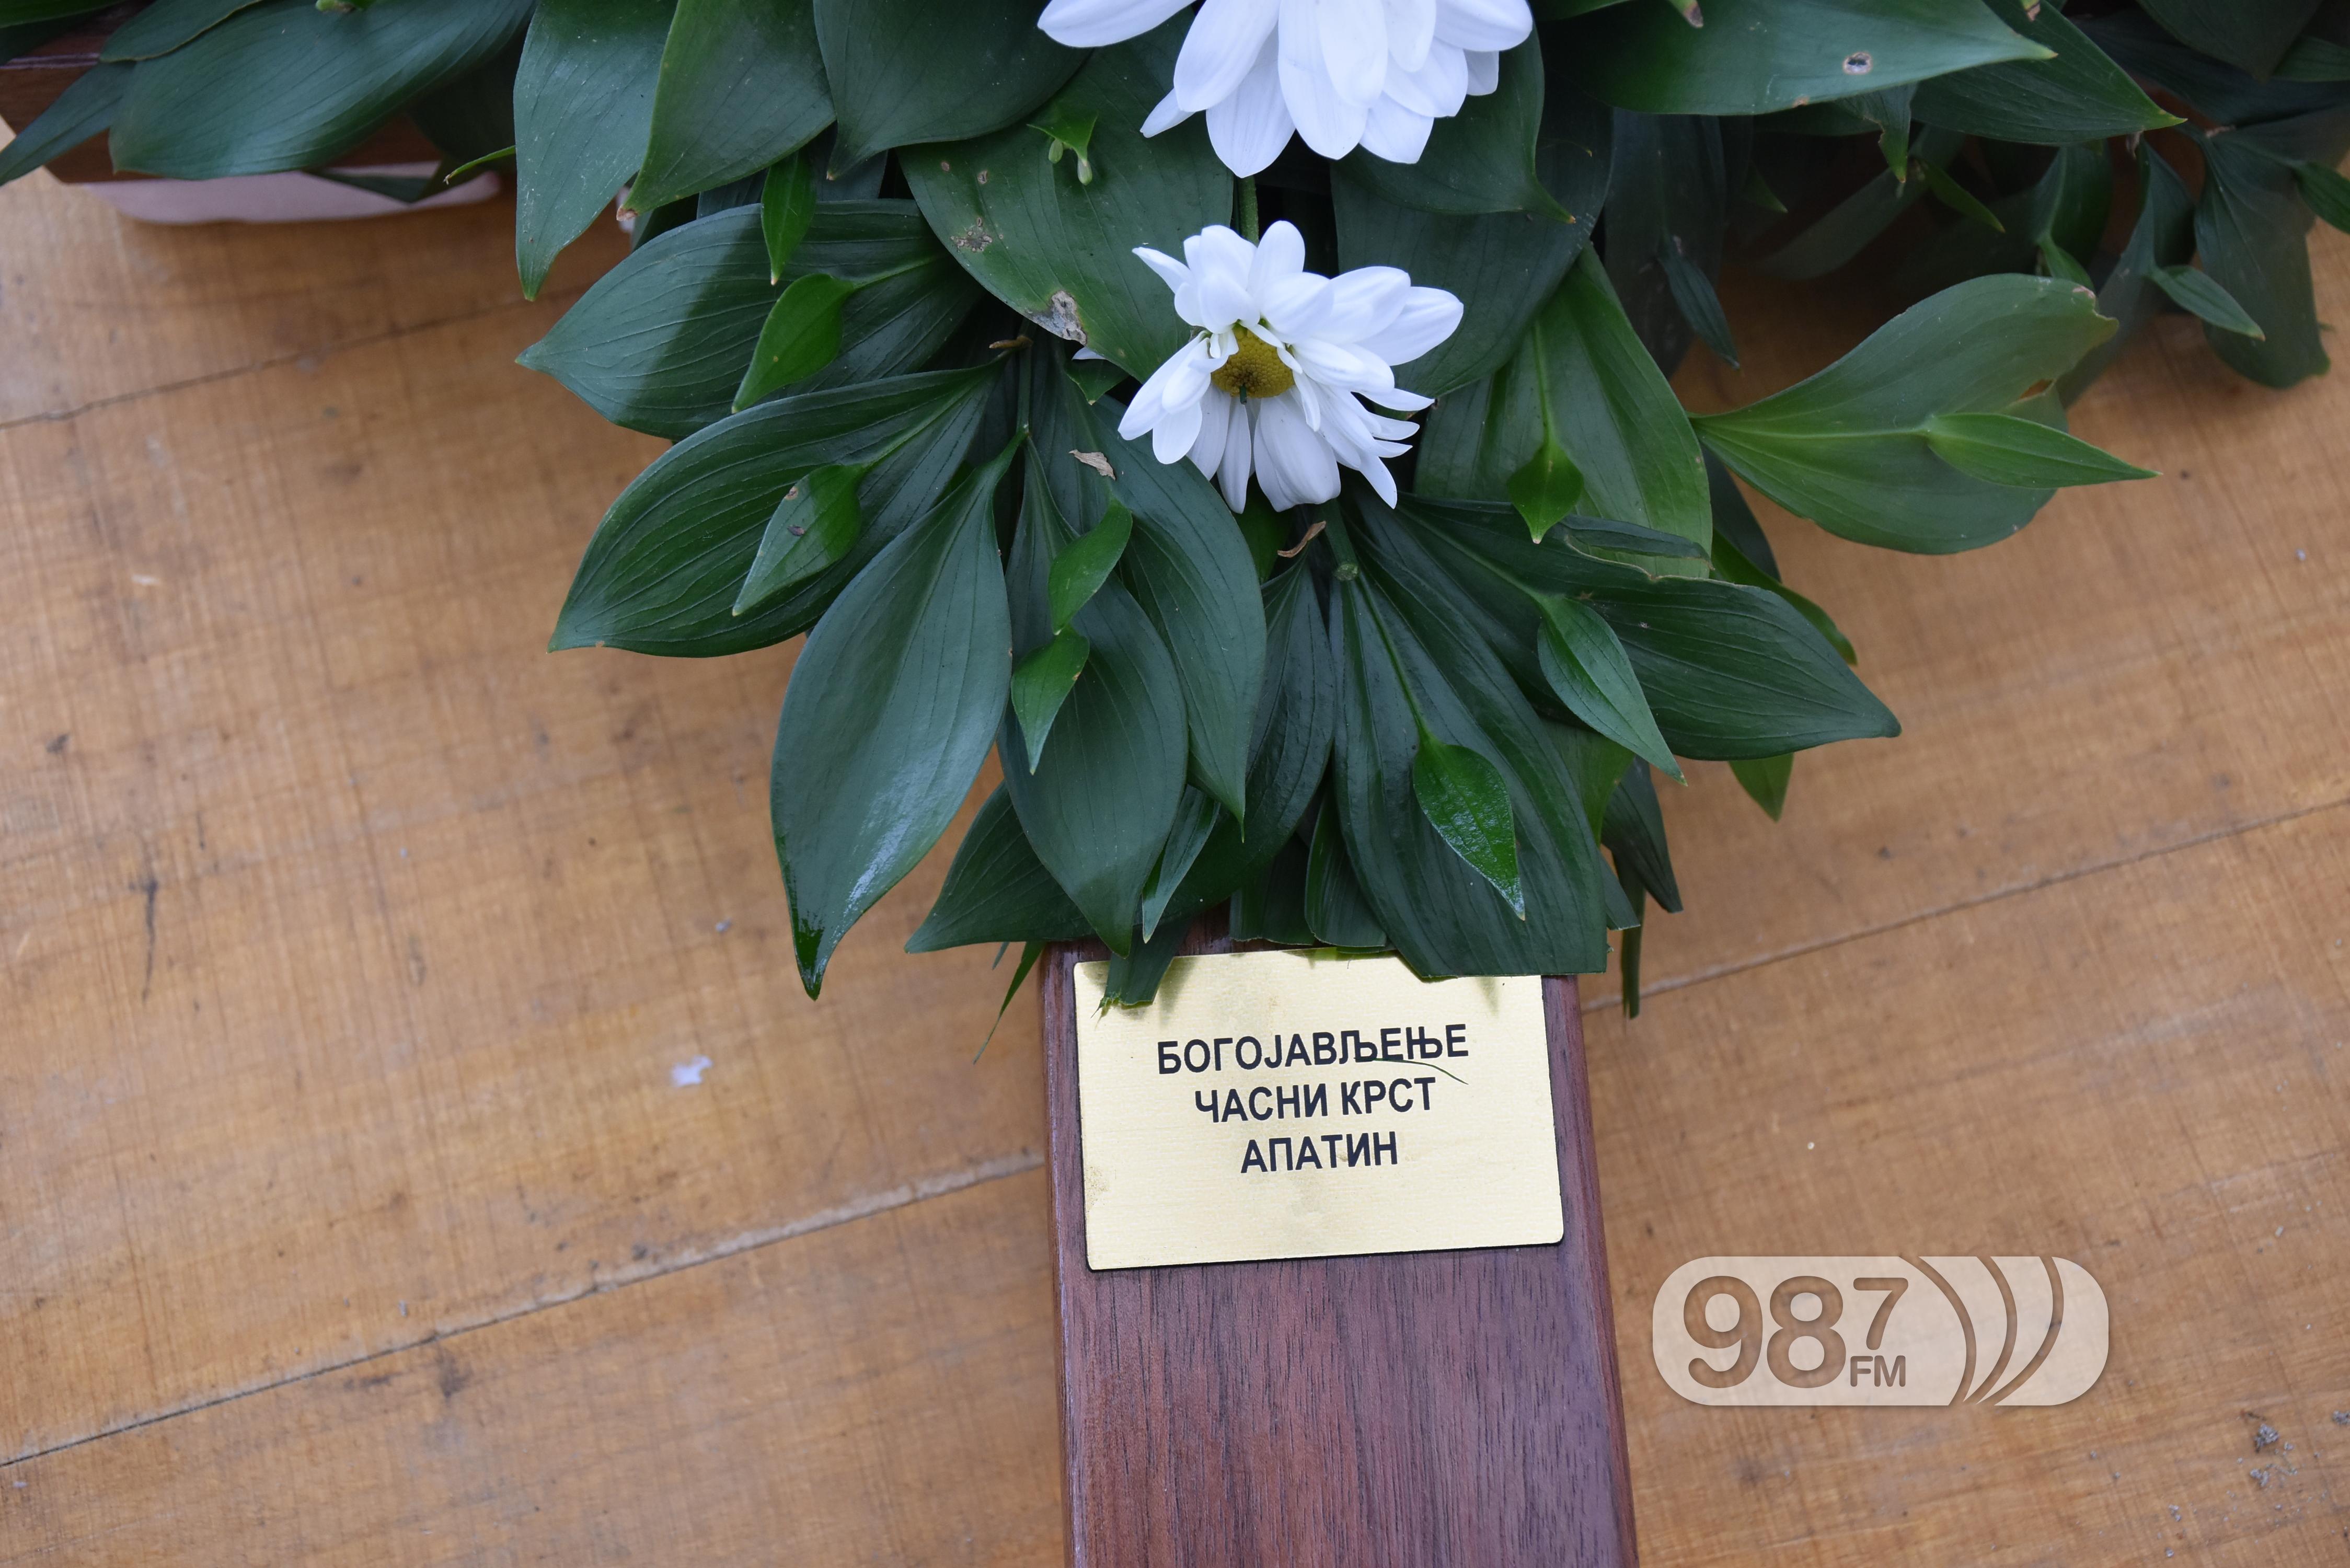 БОГОЈАВЉЕЊЕ
ЧАСНИ КРСТ
АПАТИН
987
FM